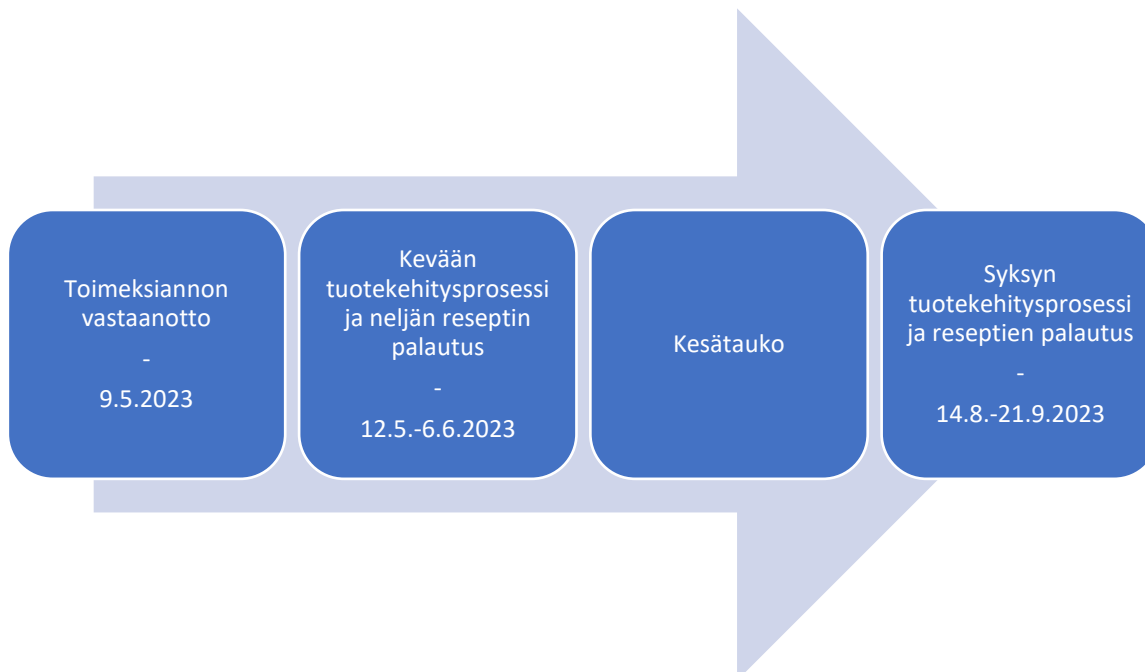 Toimeksiannon
vastaanotto
-
9.5.2023
Kevään
tuotekehitysprosessi
ja neljän reseptin
palautus
-
12.5.-6.6.2023
Kesätauko
Syksyn
tuotekehitysprosessi
ja reseptien palautus
-
14.8.-21.9.2023